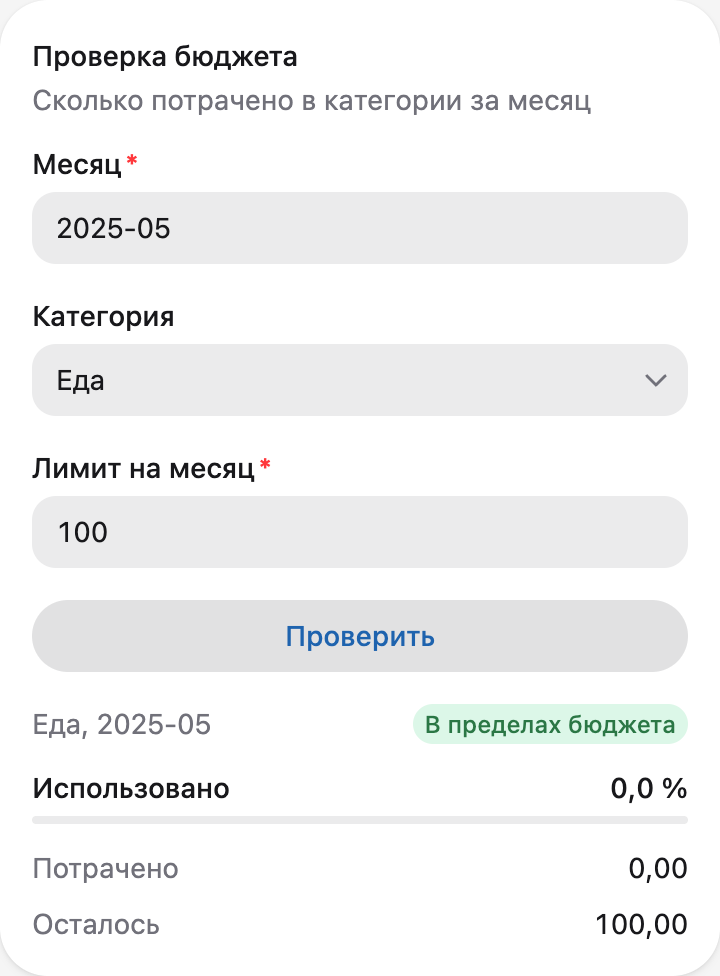 Проверка бюджета
Сколько потрачено в категории за месяц
Месяц*
2025-05
Категория
Еда
Лимит на месяц*
100
Проверить
Еда, 2025-05 В пределах бюджета
Использовано 0,0 %
Потрачено 0,00
Осталось 100,00